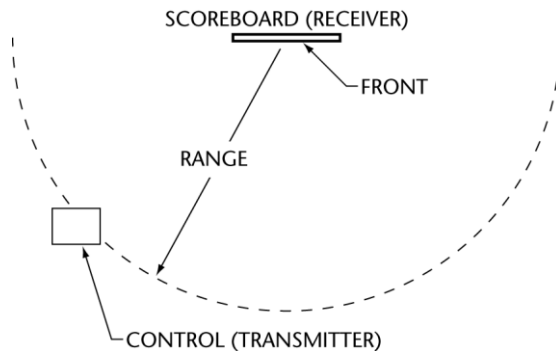 SCOREBOARD (RECEIVER)
FRONT
RANGE
CONTROL (TRANSMITTER)